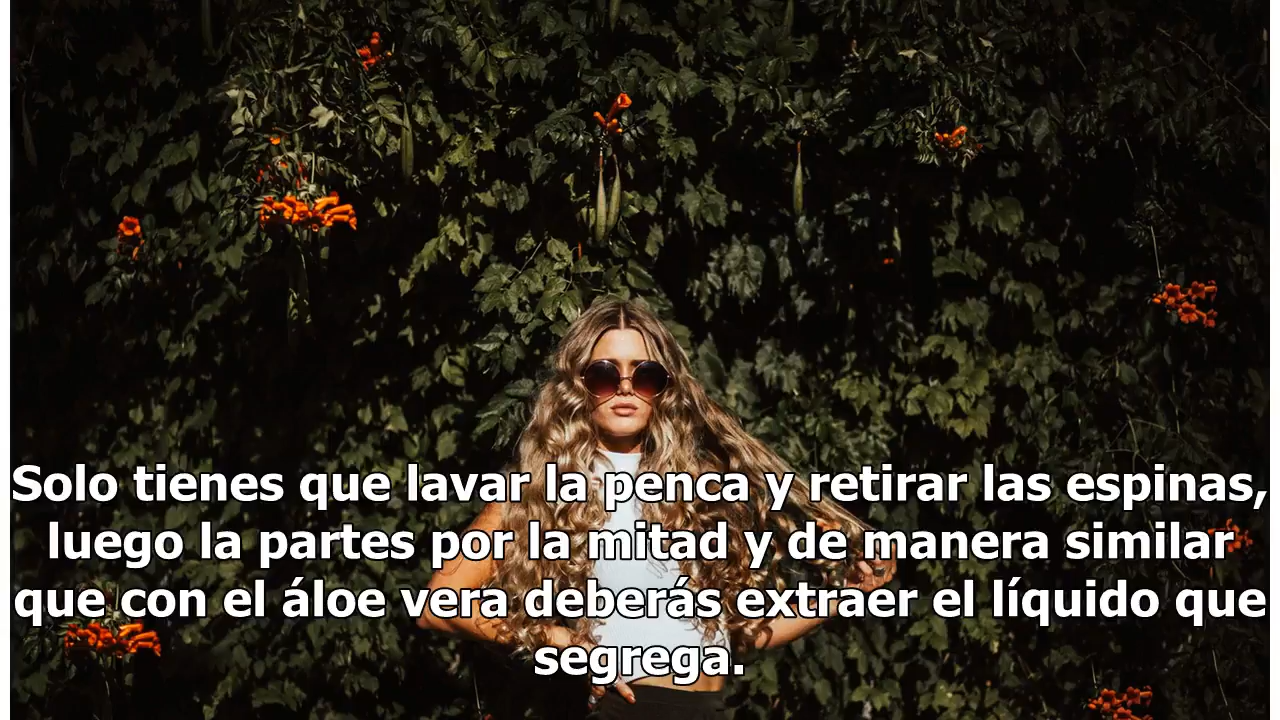 Solo tienes que lavar la penca y retirar las espinas,
luego la partes por la mitad y de manera similar
que con el áloe vera deberás extraer el líquido que
segrega.